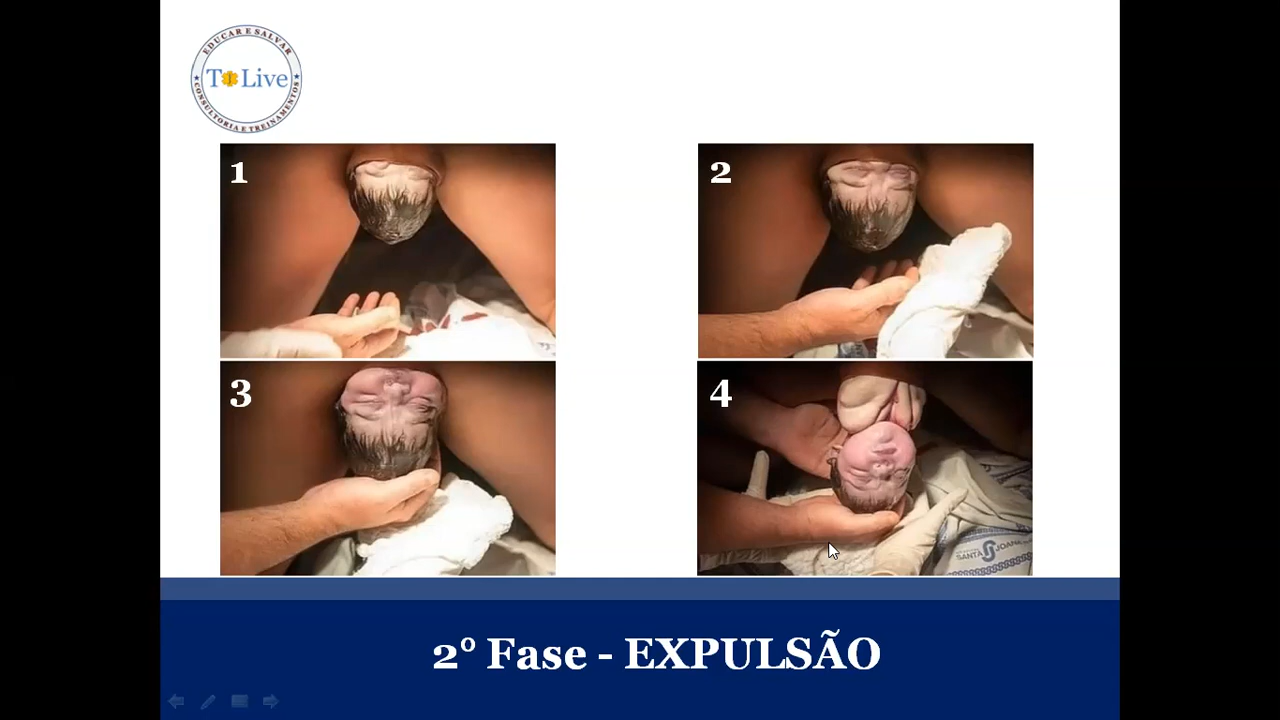 EDUCAR E SALVAR
T Live
CONSULTORIA E TREINAMENTOS
1
2
3
4
SANTA JOANA
2º Fase - EXPULSÃO